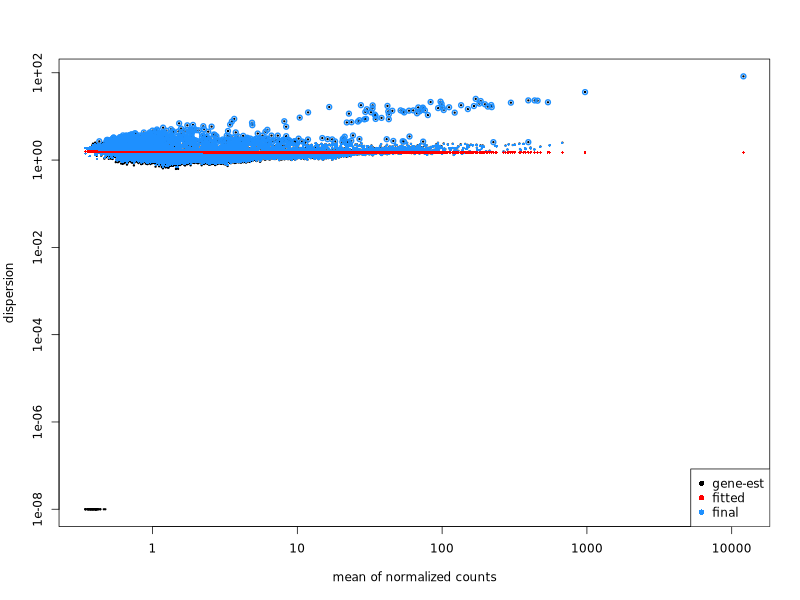 1e+02
1e+00
1e-02
1e-04
1e-06
1e-08
dispersion
gene-est
fitted
final
1 10 100 1000 10000
mean of normalized counts